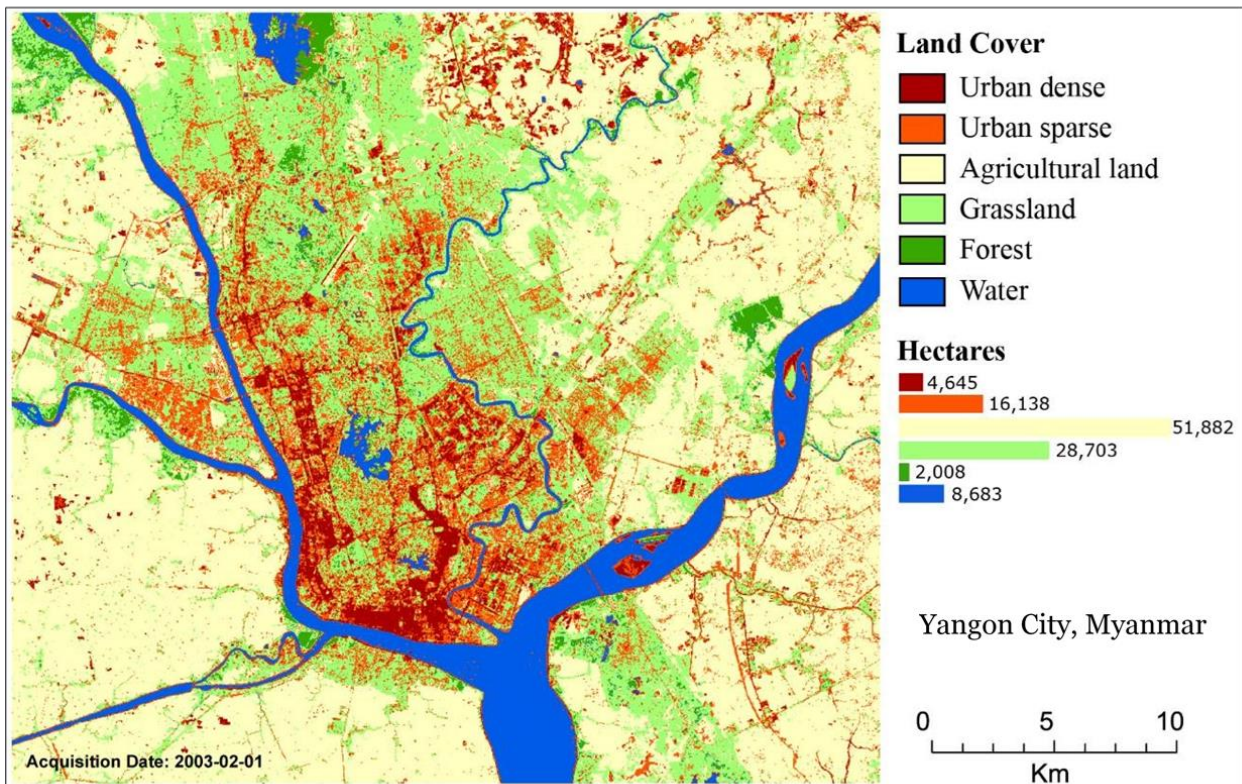 Land Cover
Urban dense
Urban sparse
Agricultural land
Grassland
Forest
Water
Hectares
4,645
16,138
51,882
28,703
2,008
8,683
Yangon City, Myanmar
0 5 10
Km
Acquisition Date: 2003-02-01